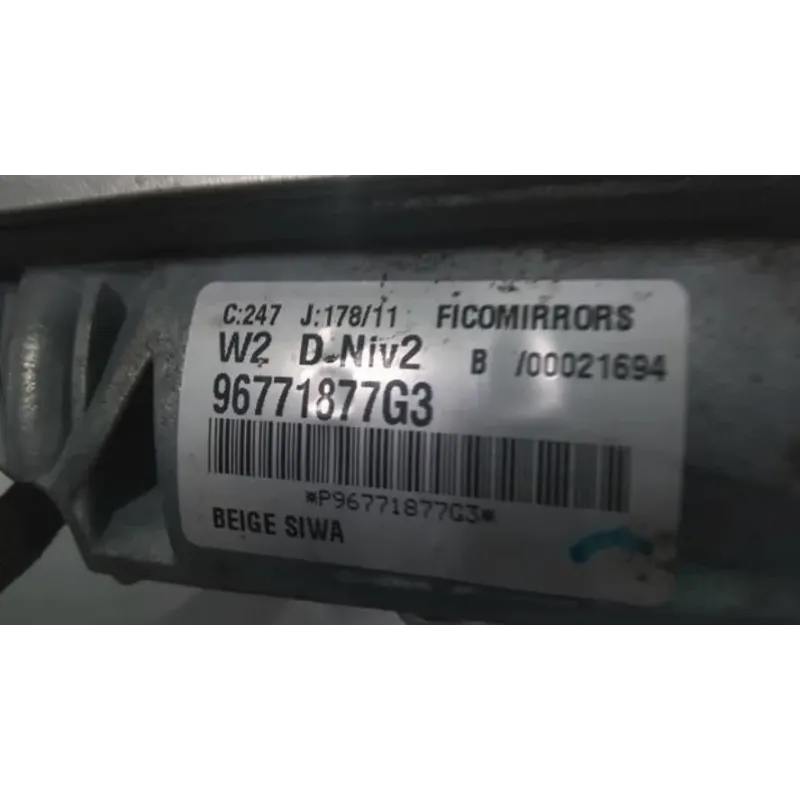 C:247 J:178/11 FICOMIRRORS
W2 D-Niv2 B /00021694
96771877G3
*P96771877G3*
BEIGE SIWA